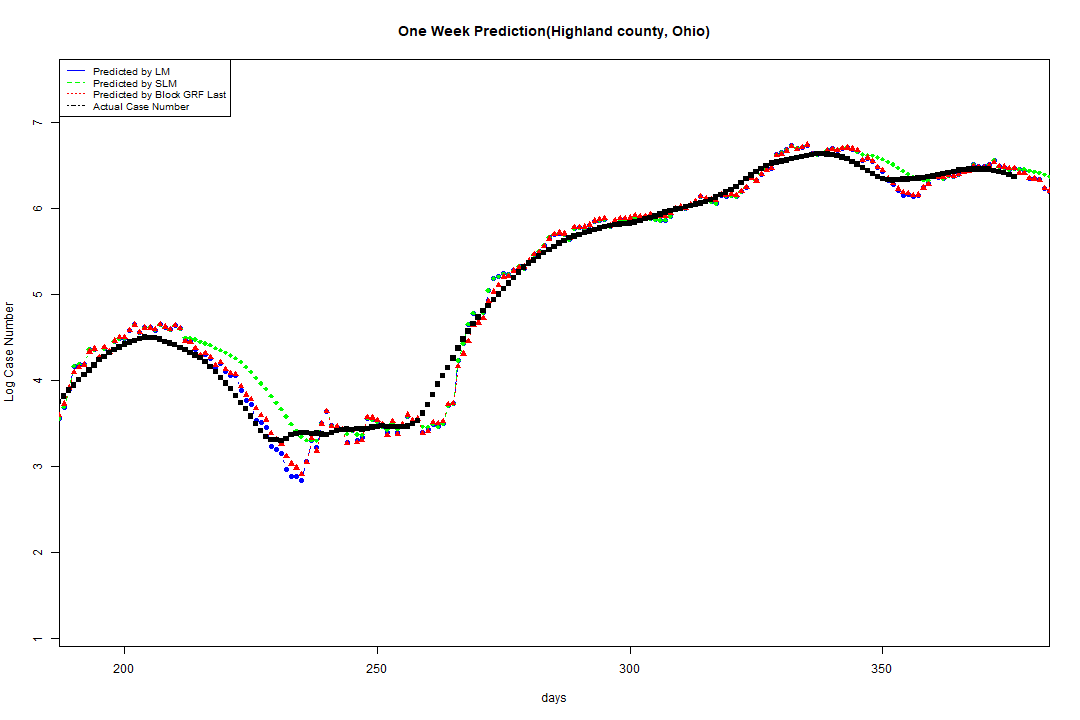 One Week Prediction(Highland county, Ohio)
Predicted by LM
Predicted by SLM
Predicted by Block GRF Last
Actual Case Number
7
6
5
4
3
2
1
Log Case Number
200
250
300
350
days